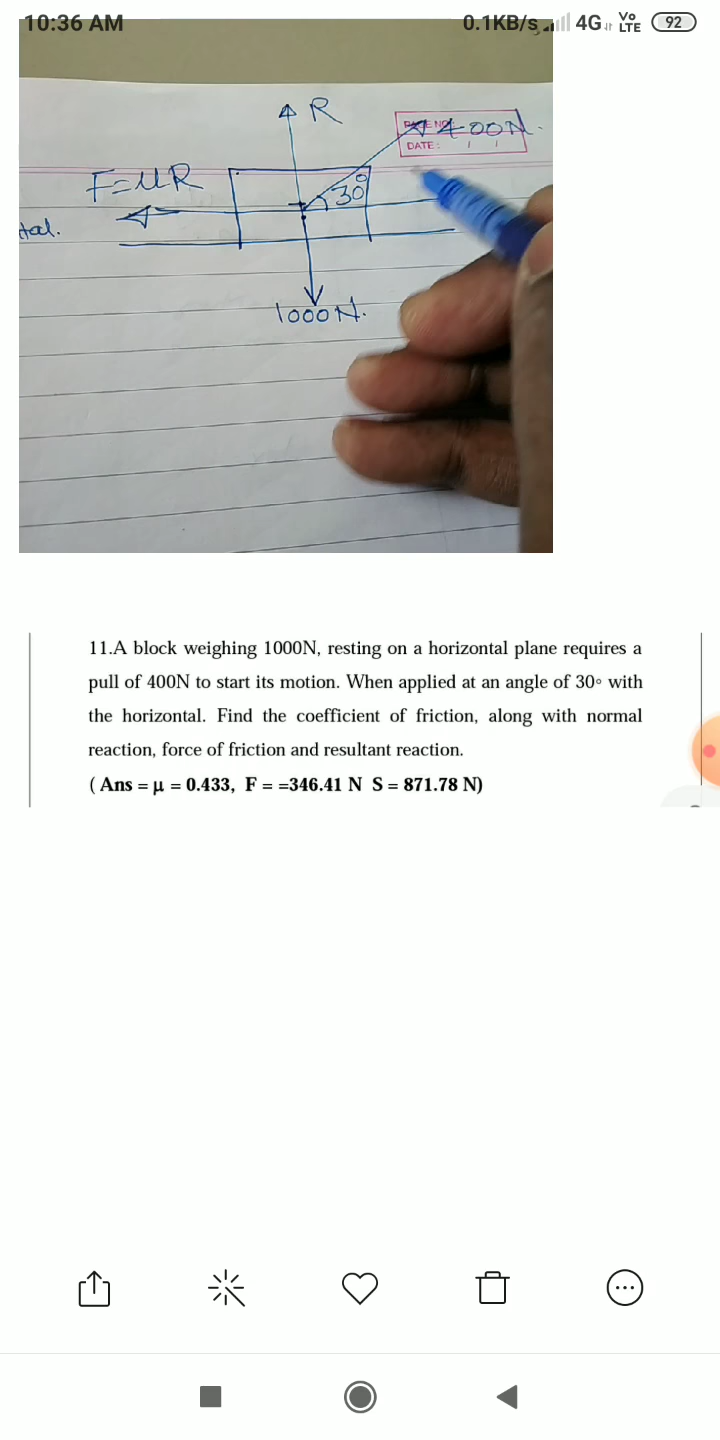 10:36 AM 0.1KB/s 4G Vo LTE 92
R
PAGE NO:
400N.
DATE: / /
F=μR
30°
tal.
1000N.
11.A block weighing 1000N, resting on a horizontal plane requires a
pull of 400N to start its motion. When applied at an angle of 30◦ with
the horizontal. Find the coefficient of friction, along with normal
reaction, force of friction and resultant reaction.
( Ans = μ = 0.433, F = =346.41 N S = 871.78 N)